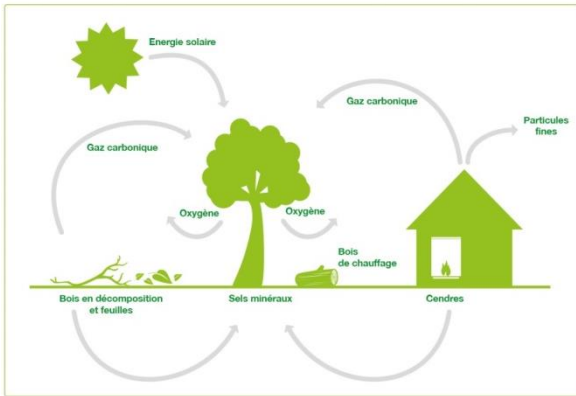 Energie solaire
Gaz carbonique
Particules
fines
Gaz carbonique
Oxygène
Oxygène
Bois
de chauffage
Bois en décomposition
et feuilles
Sels minéraux
Cendres